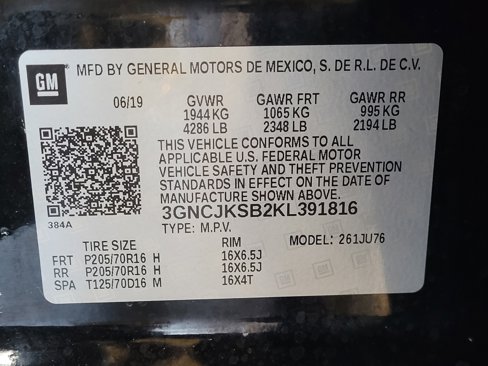 GM
MFD BY GENERAL MOTORS DE MEXICO, S. DE R.L. DE C.V.
06/19 GVWR GAWR FRT GAWR RR
1944 KG 1065 KG 995 KG
4286 LB 2348 LB 2194 LB
THIS VEHICLE CONFORMS TO ALL
APPLICABLE U.S. FEDERAL MOTOR
VEHICLE SAFETY AND THEFT PREVENTION
STANDARDS IN EFFECT ON THE DATE OF
MANUFACTURE SHOWN ABOVE.
384A 3GNCJKSB2KL391816
TYPE: M.P.V.
TIRE SIZE RIM MODEL: 261JU76
FRT P205/70R16 H 16X6.5J
RR P205/70R16 H 16X6.5J
SPA T125/70D16 M 16X4T